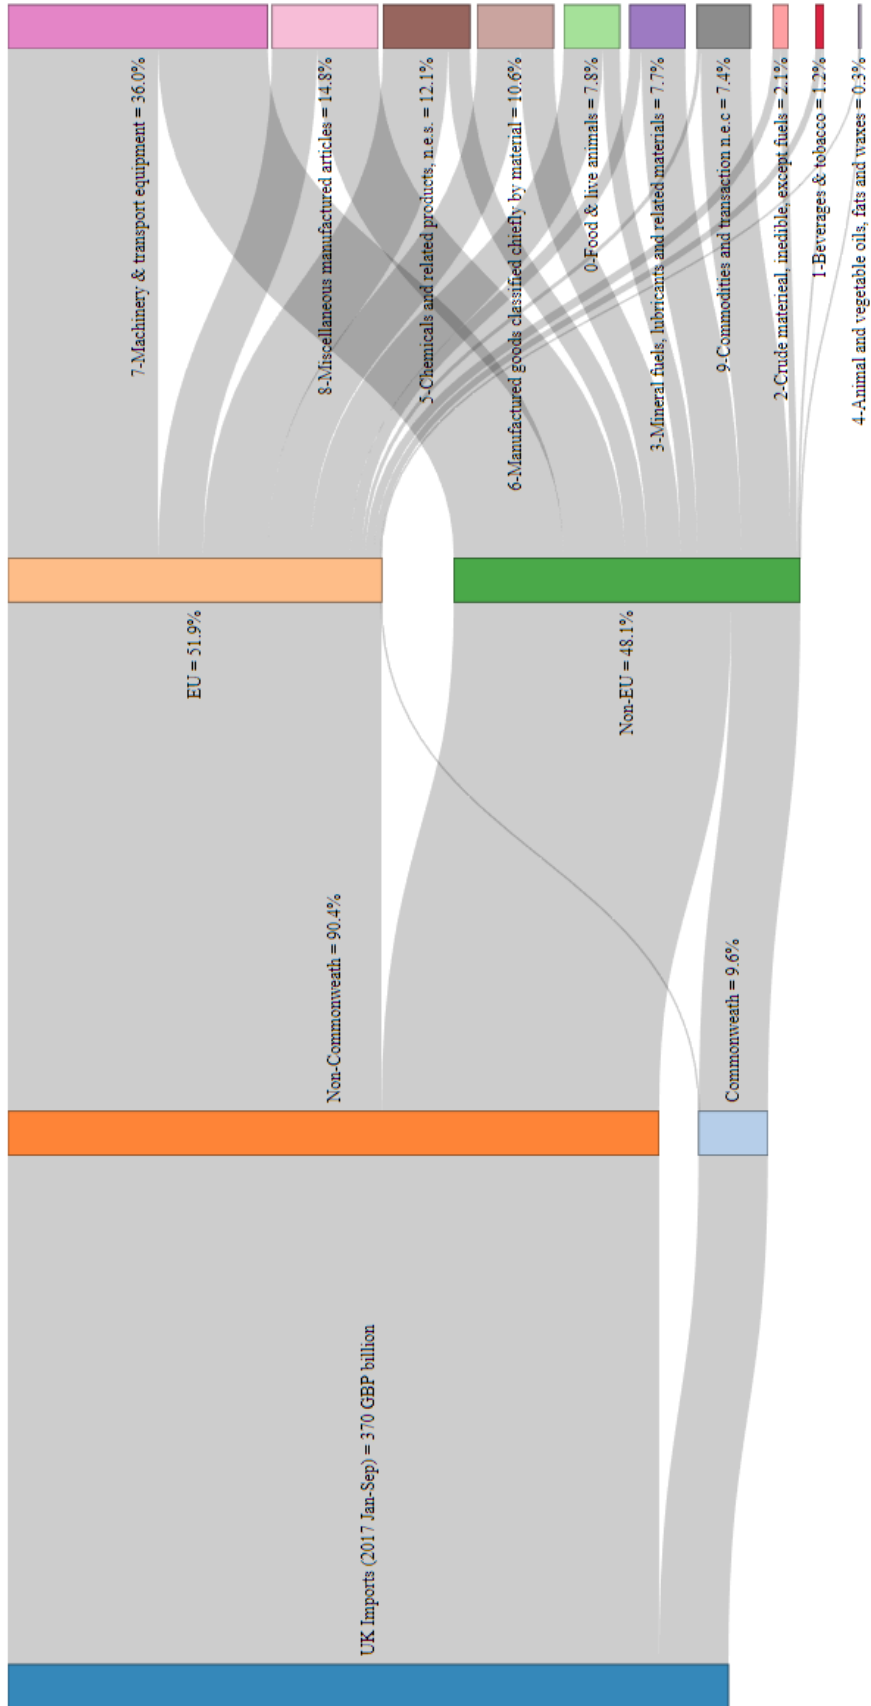 UK Imports (2017 Jan-Sep) = 370 GBP billion
Non-Commonweath = 90.4%
Commonweath = 9.6%
EU = 51.9%
Non-EU = 48.1%
7-Machinery & transport equipment = 36.0%
8-Miscellaneous manufactured articles = 14.8%
5-Chemicals and related products, n.e.s. = 12.1%
6-Manufactured goods classified chiefly by material = 10.6%
0-Food & live animals = 7.8%
3-Mineral fuels, lubricants and related materials = 7.7%
9-Commodities and transaction n.e.c = 7.4%
2-Crude materieal, inedible, except fuels = 2.1%
1-Beverages & tobacco = 1.2%
4-Animal and vegetable oils, fats and waxes = 0.3%